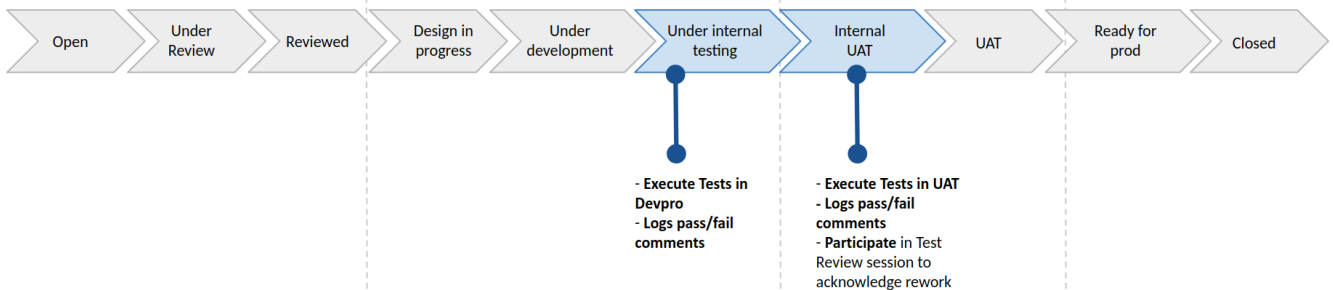 Open
Under
Review
Reviewed
Design in
progress
Under
development
Under internal
testing
Internal
UAT
UAT
Ready for
prod
Closed
- Execute Tests in
Devpro
- Logs pass/fail
comments
- Execute Tests in UAT
- Logs pass/fail
comments
- Participate in Test
Review session to
acknowledge rework